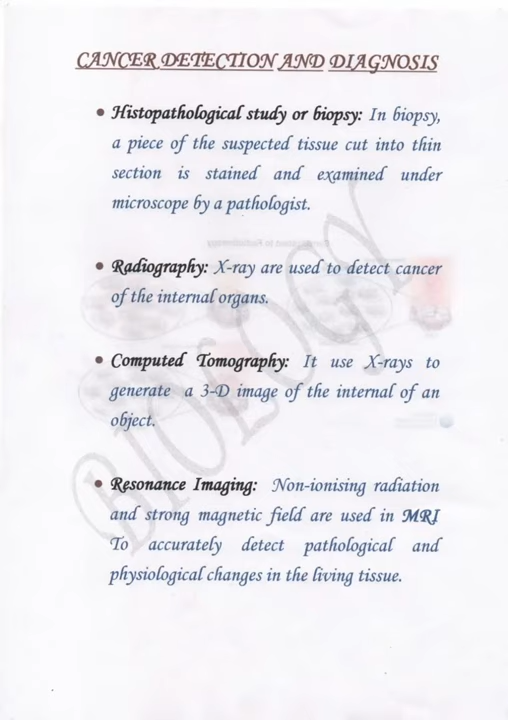 CANCER DETECTION AND DIAGNOSIS
Histopathological study or biopsy: In biopsy,
a piece of the suspected tissue cut into thin
section is stained and examined under
microscope by a pathologist.
Radiography: X-ray are used to detect cancer
of the internal organs.
Computed Tomography: It use X-rays to
generate a 3-D image of the internal of an
object.
Resonance Imaging: Non-ionising radiation
and strong magnetic field are used in MRI
To accurately detect pathological and
physiological changes in the living tissue.
BIOLOGY